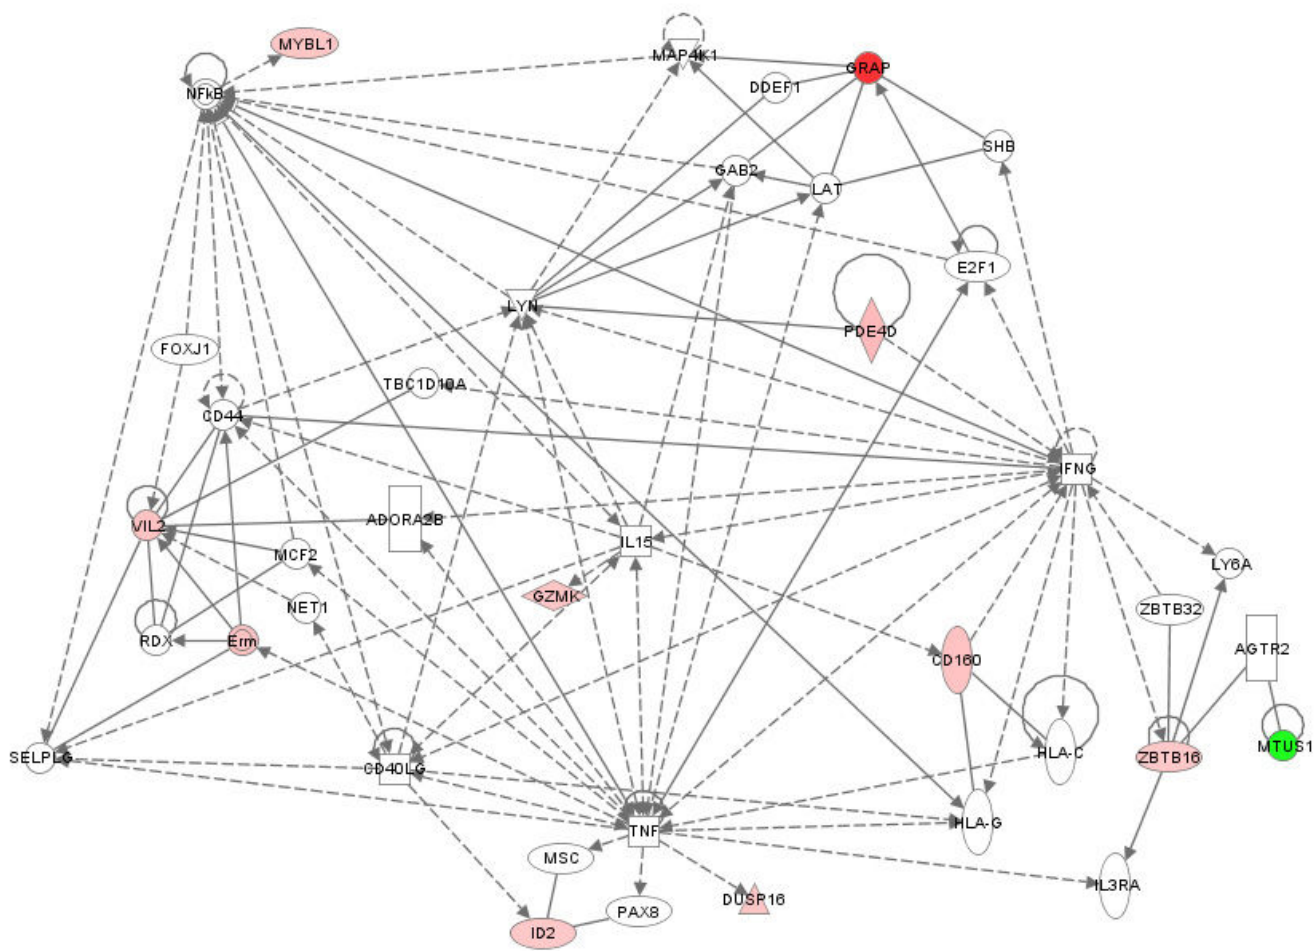 MYBL1
MAP4K1
GRAP
DDEF1
NFkB
SHB
GAB2
LAT
E2F1
LYN
PDE4D
FOXJ1
TBC1D10A
CD44
IFNG
VIL2
ADORA2B
IL15
MCF2
LY6A
GZMK
NET1
ZBTB32
RDX
Erm
AGTR2
CD160
SELPLG
CD40LG
HLA-C
ZBTB16
MTUS1
TNF
HLA-G
MSC
IL3RA
DUSP16
PAX8
ID2